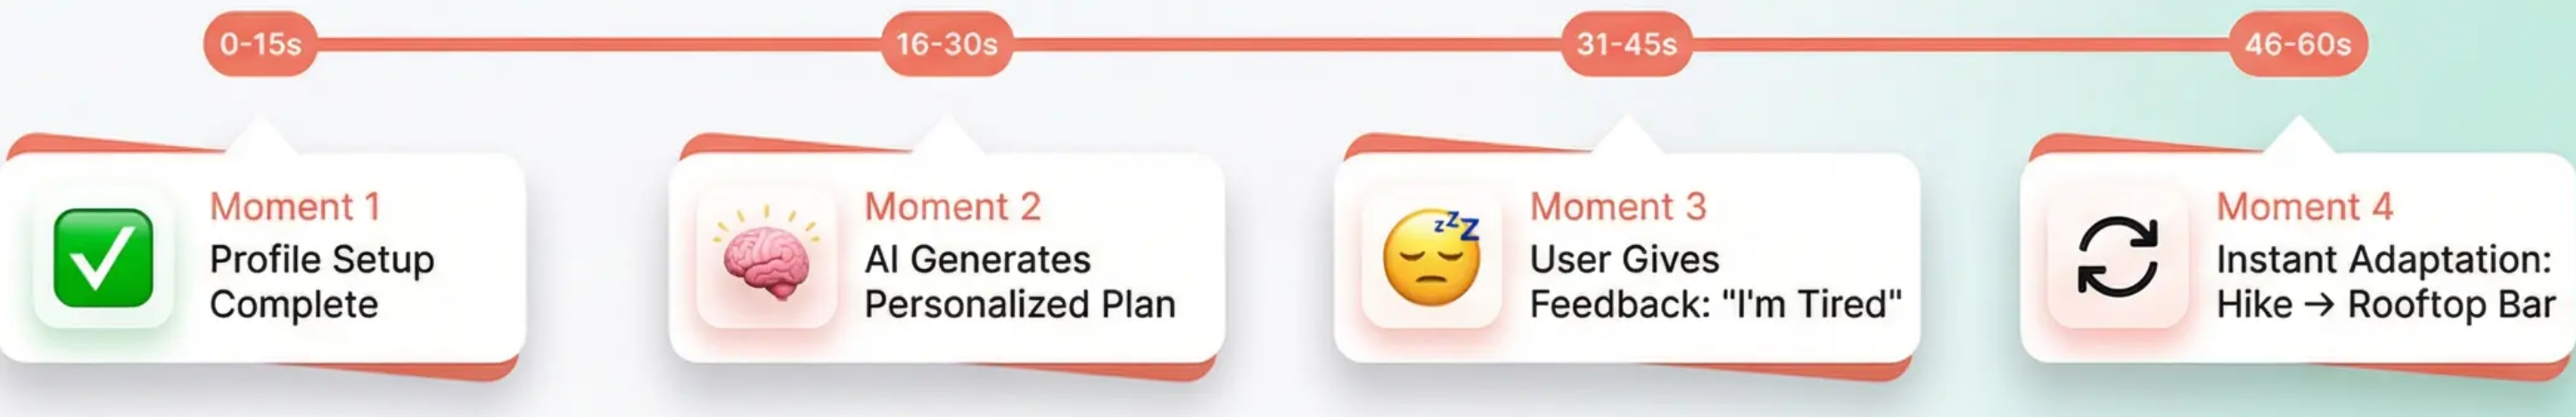 0-15s
16-30s
31-45s
46-60s
Moment 1
Profile Setup
Complete
Moment 2
AI Generates
Personalized Plan
Moment 3
User Gives
Feedback: "I'm Tired"
Moment 4
Instant Adaptation:
Hike → Rooftop Bar